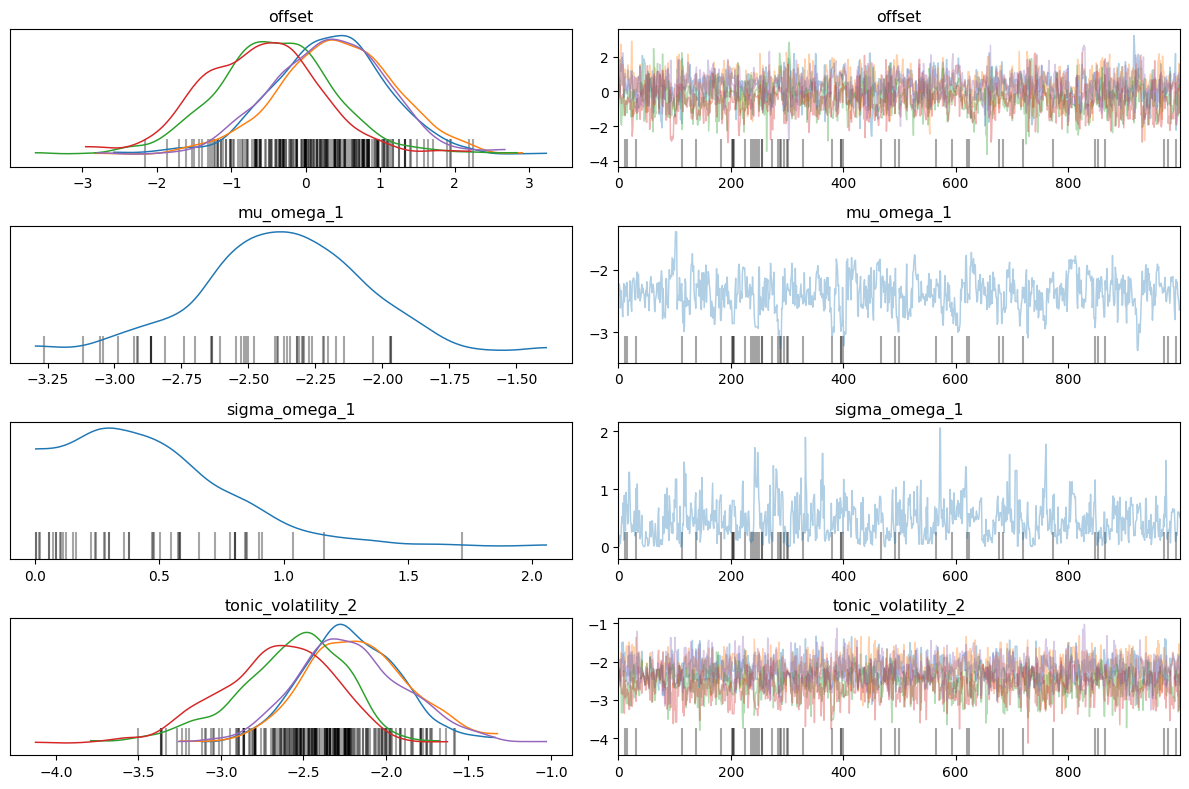 offset offset
2
0
−2
−4
−3 −2 −1 0 1 2 3 0 200 400 600 800
mu_omega_1 mu_omega_1
−2
−3
−3.25 −3.00 −2.75 −2.50 −2.25 −2.00 −1.75 −1.50 0 200 400 600 800
sigma_omega_1 sigma_omega_1
2
1
0
0.0 0.5 1.0 1.5 2.0 0 200 400 600 800
tonic_volatility_2 tonic_volatility_2
−1
−2
−3
−4
−4.0 −3.5 −3.0 −2.5 −2.0 −1.5 −1.0 0 200 400 600 800